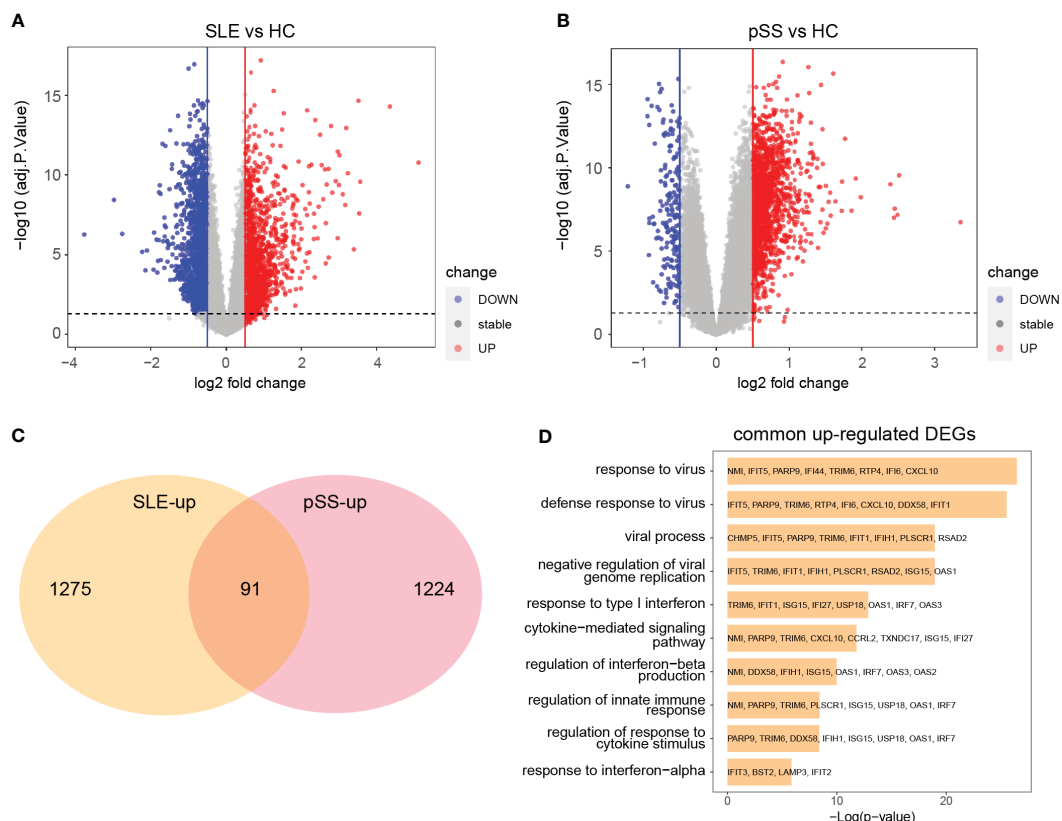 A
SLE vs HC
−log10 (adj.P.Value)
15
10
5
0
−4
−2
0
2
4
log2 fold change
change
DOWN
stable
UP
B
pSS vs HC
−log10 (adj.P.Value)
15
10
5
0
−1
0
1
2
3
log2 fold change
change
DOWN
stable
UP
C
SLE-up
pSS-up
1275
91
1224
D
common up-regulated DEGs
response to virus
NMI, IFIT5, PARP9, IFI44, TRIM6, RTP4, IFI6, CXCL10
defense response to virus
IFIT5, PARP9, TRIM6, RTP4, IFI6, CXCL10, DDX58, IFIT1
viral process
CHMP5, IFIT5, PARP9, TRIM6, IFIT1, IFIH1, PLSCR1, RSAD2
negative regulation of viral
genome replication
IFIT5, TRIM6, IFIT1, IFIH1, PLSCR1, RSAD2, ISG15, OAS1
response to type I interferon
TRIM6, IFIT1, ISG15, IFI27, USP18, OAS1, IRF7, OAS3
cytokine−mediated signaling
pathway
NMI, PARP9, TRIM6, CXCL10, CCRL2, TXNDC17, ISG15, IFI27
regulation of interferon−beta
production
NMI, DDX58, IFIH1, ISG15, OAS1, IRF7, OAS3, OAS2
regulation of innate immune
response
NMI, PARP9, TRIM6, PLSCR1, ISG15, USP18, OAS1, IRF7
regulation of response to
cytokine stimulus
PARP9, TRIM6, DDX58, IFIH1, ISG15, USP18, OAS1, IRF7
response to interferon−alpha
IFIT3, BST2, LAMP3, IFIT2
0
10
20
−Log(p−value)